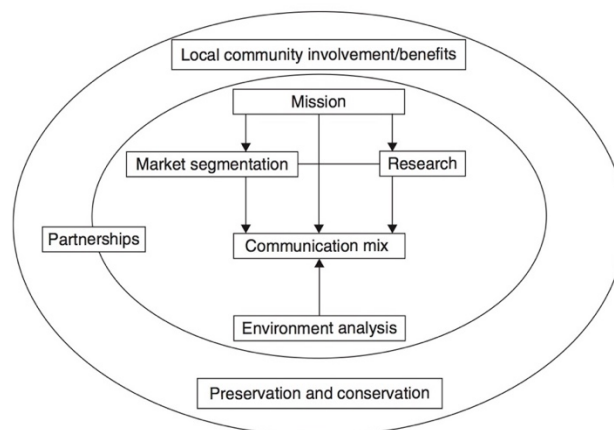 Local community involvement/benefits
Mission
Market segmentation
Research
Partnerships
Communication mix
Environment analysis
Preservation and conservation